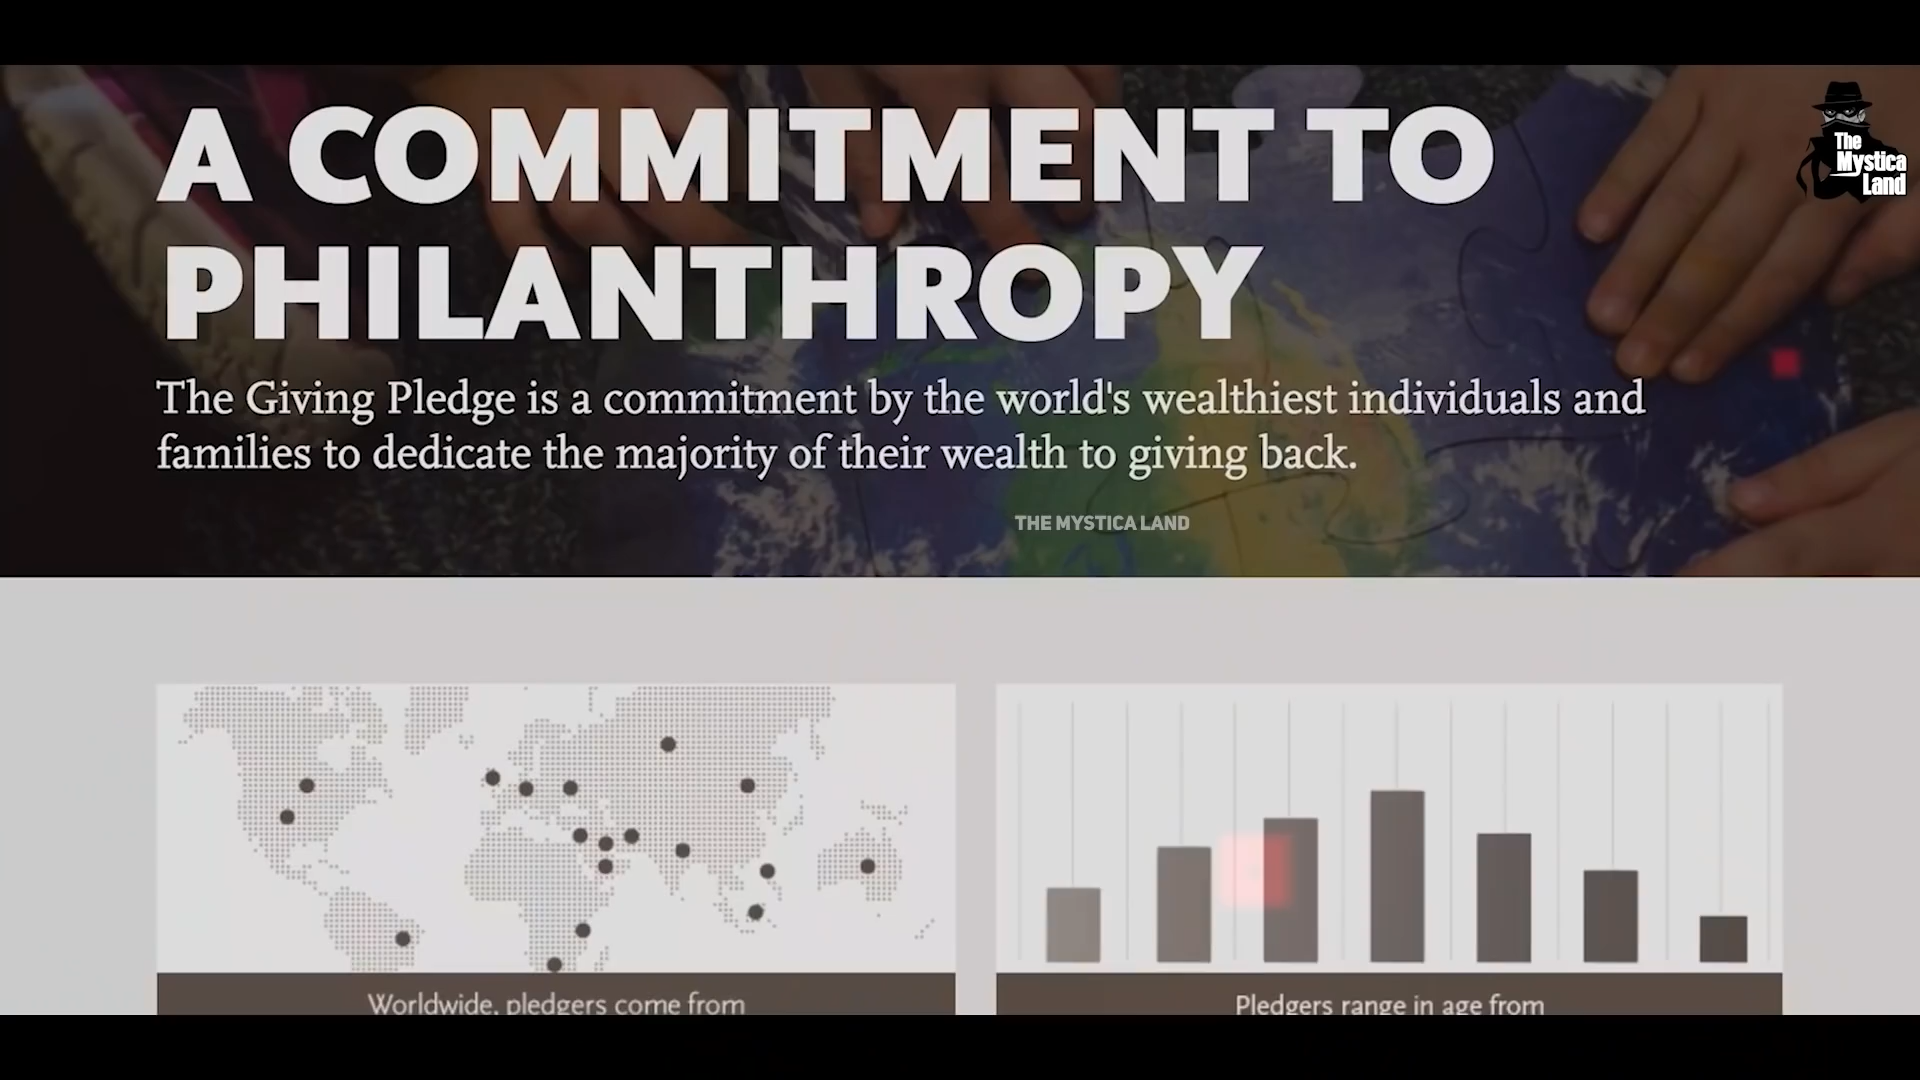 A COMMITMENT TO
PHILANTHROPY
The Giving Pledge is a commitment by the world's wealthiest individuals and
families to dedicate the majority of their wealth to giving back.
The
Mystica
Land
THE MYSTICA LAND
Worldwide, pledgers come from
Pledgers range in age from